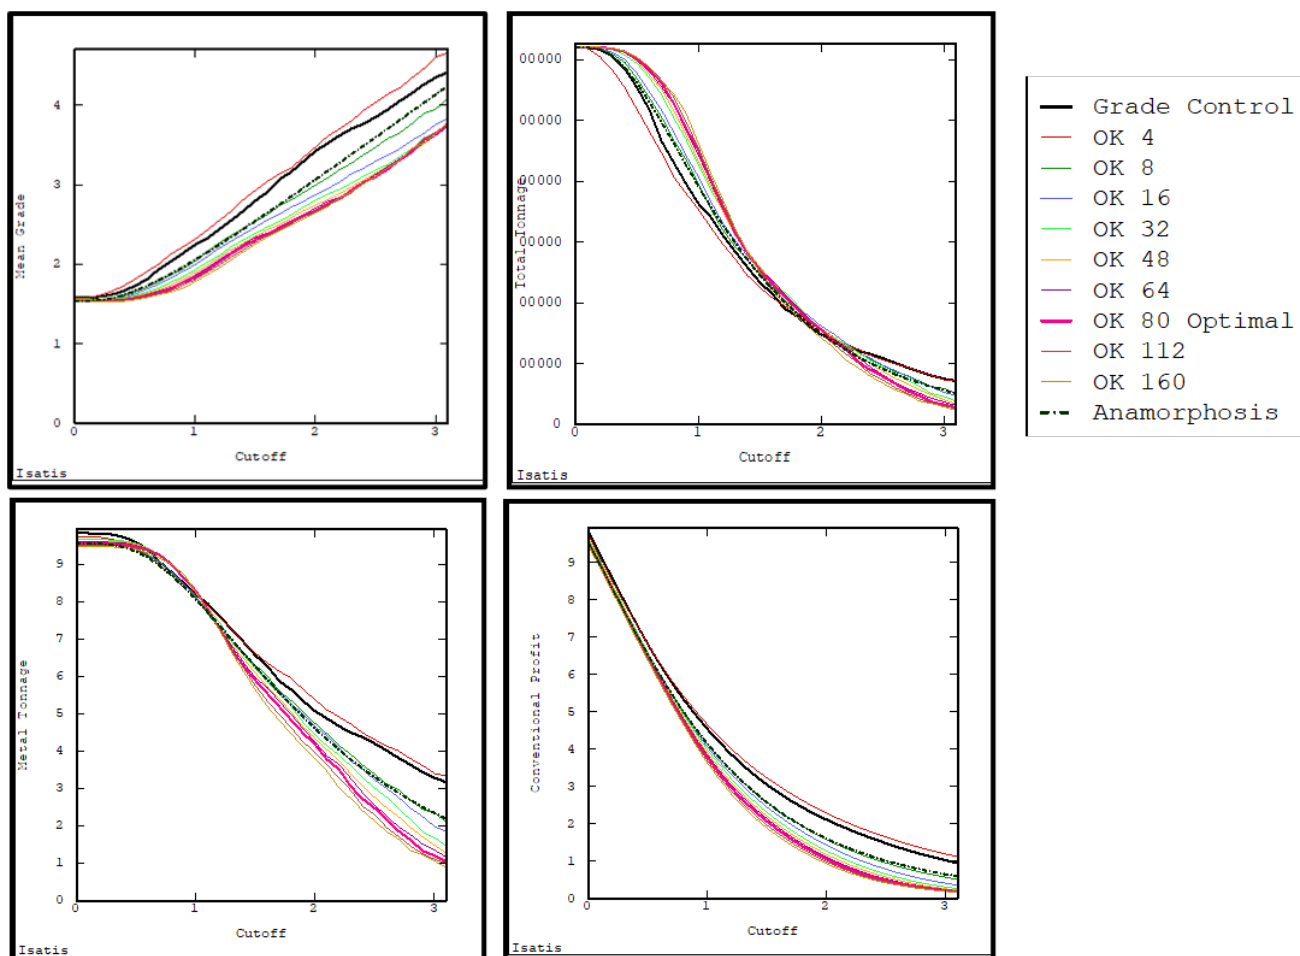 Mean Grade
4
3
2
1
0
0 1 2 3
Cutoff
Isatis
Total Tonnage
00000
00000
00000
00000
00000
00000
0
0 1 2 3
Cutoff
Isatis
Grade Control
OK 4
OK 8
OK 16
OK 32
OK 48
OK 64
OK 80 Optimal
OK 112
OK 160
Anamorphosis
Metal Tonnage
9
8
7
6
5
4
3
2
1
0
0 1 2 3
Cutoff
Isatis
Conventional Profit
9
8
7
6
5
4
3
2
1
0
0 1 2 3
Cutoff
Isatis